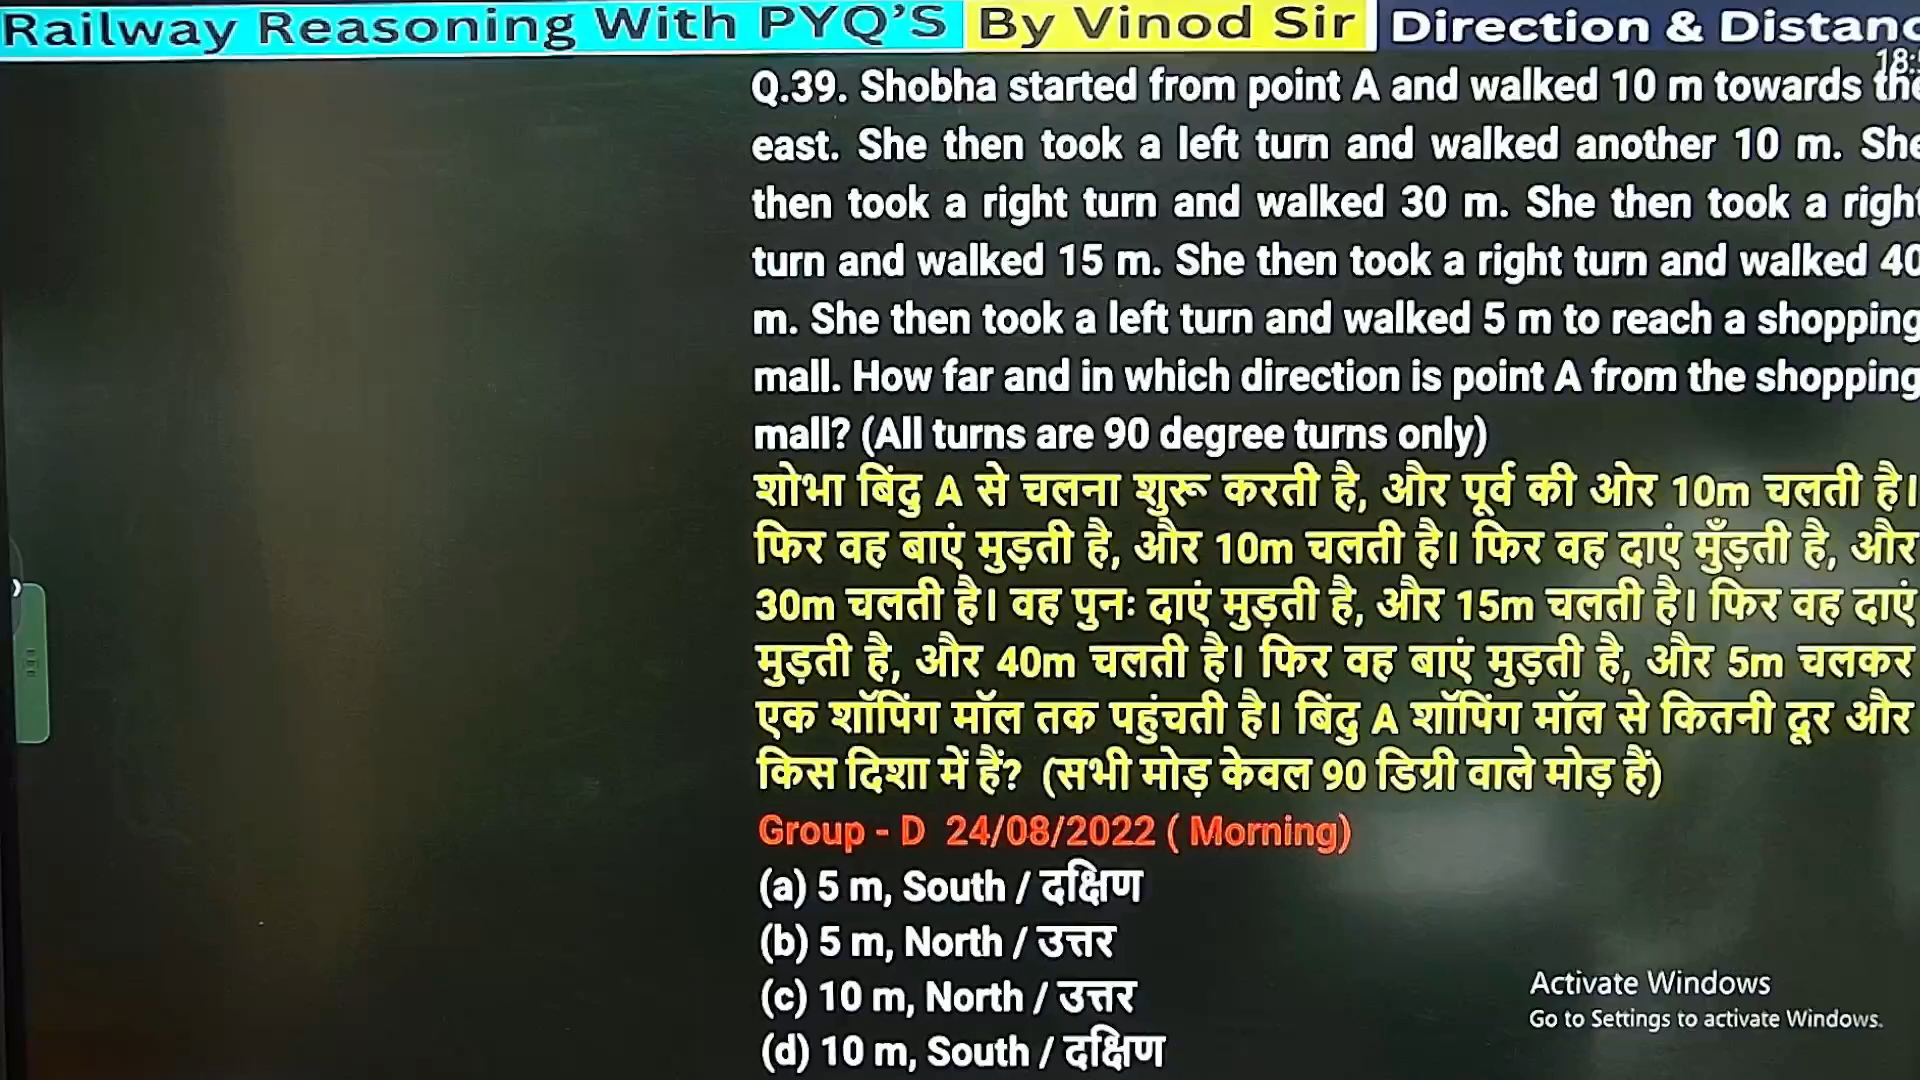 Railway Reasoning With PYQ'S By Vinod Sir Direction & Distanc
18:
Q.39. Shobha started from point A and walked 10 m towards the
east. She then took a left turn and walked another 10 m. She
then took a right turn and walked 30 m. She then took a right
turn and walked 15 m. She then took a right turn and walked 40
m. She then took a left turn and walked 5 m to reach a shopping
mall. How far and in which direction is point A from the shopping
mall? (All turns are 90 degree turns only)
शोभा बिंदु A से चलना शुरू करती है, और पूर्व की ओर 10m चलती है।
फिर वह बाएं मुड़ती है, और 10m चलती है। फिर वह दाएं मुँड़ती है, और
30m चलती है। वह पुनः दाएं मुड़ती है, और 15m चलती है। फिर वह दाएं
मुड़ती है, और 40m चलती है। फिर वह बाएं मुड़ती है, और 5m चलकर
एक शॉपिंग मॉल तक पहुंचती है। बिंदु A शॉपिंग मॉल से कितनी दूर और
किस दिशा में हैं? (सभी मोड़ केवल 90 डिग्री वाले मोड़ हैं)
Group - D 24/08/2022 ( Morning)
(a) 5 m, South / दक्षिण
(b) 5 m, North / उत्तर
(c) 10 m, North / उत्तर
(d) 10 m, South / दक्षिण
Activate Windows
Go to Settings to activate Windows.